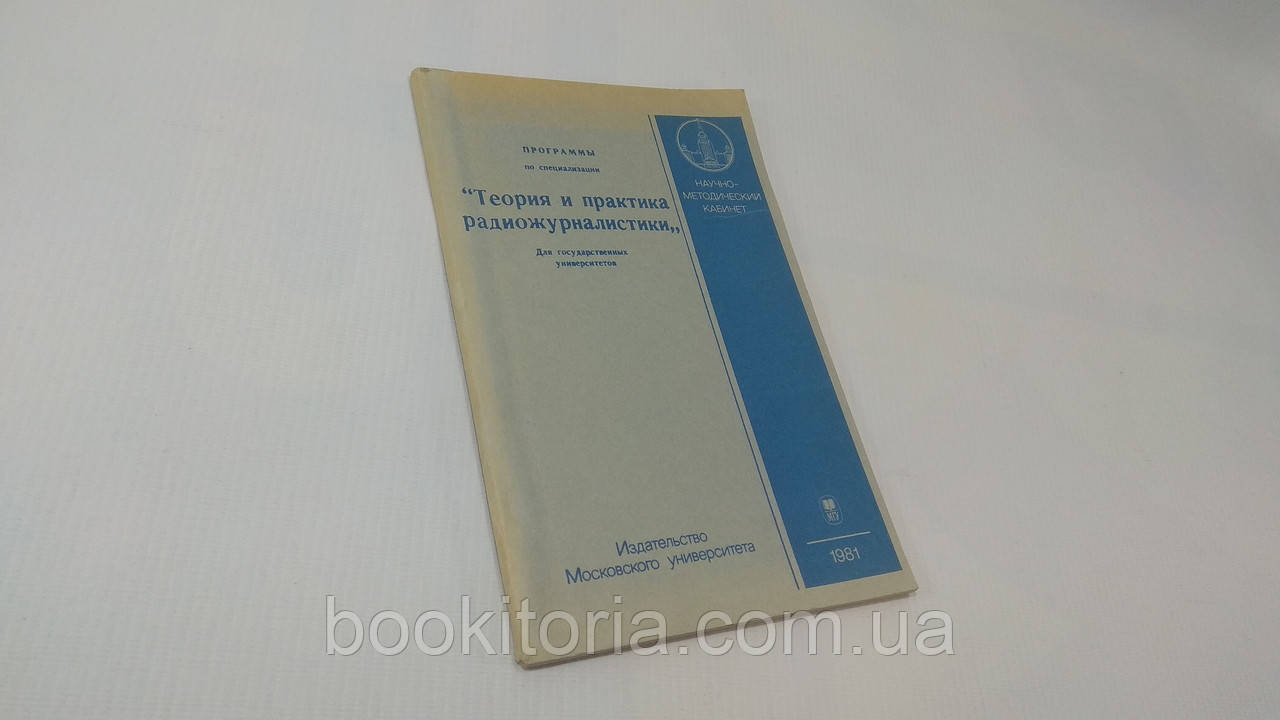 ПРОГРАММЫ
по специализации
“Теория и практика
радиожурналистики„
Для государственных
университетов
Издательство
Московского университета
НАУЧНО-
МЕТОДИЧЕСКИЙ
КАБИНЕТ
МГУ
1981
bookitoria.com.ua